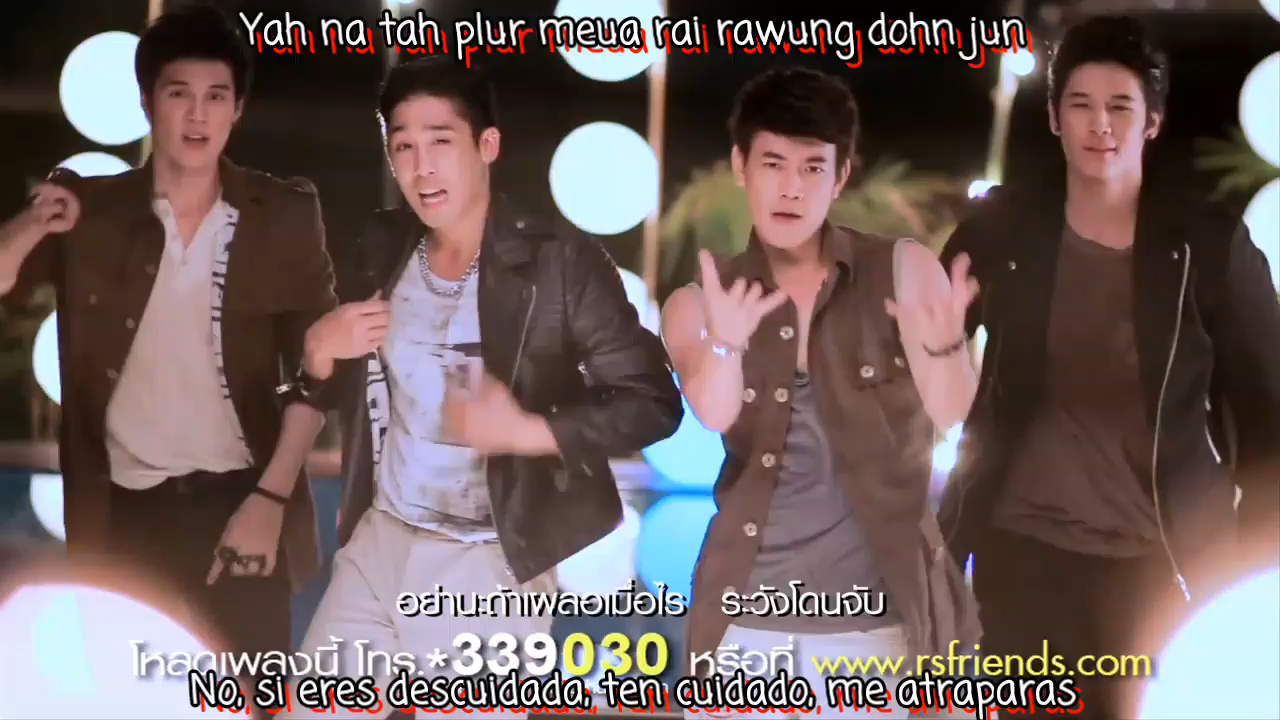 Yah na tah plur meua rai rawung dohn jun
อย่านะถ้าเผลอเมื่อไร ระวังโดนจับ
โหลดเพลงนี้ โทร.*339030 หรือที่ www.rsfriends.com
No, si eres descuidada, ten cuidado, me atraparas